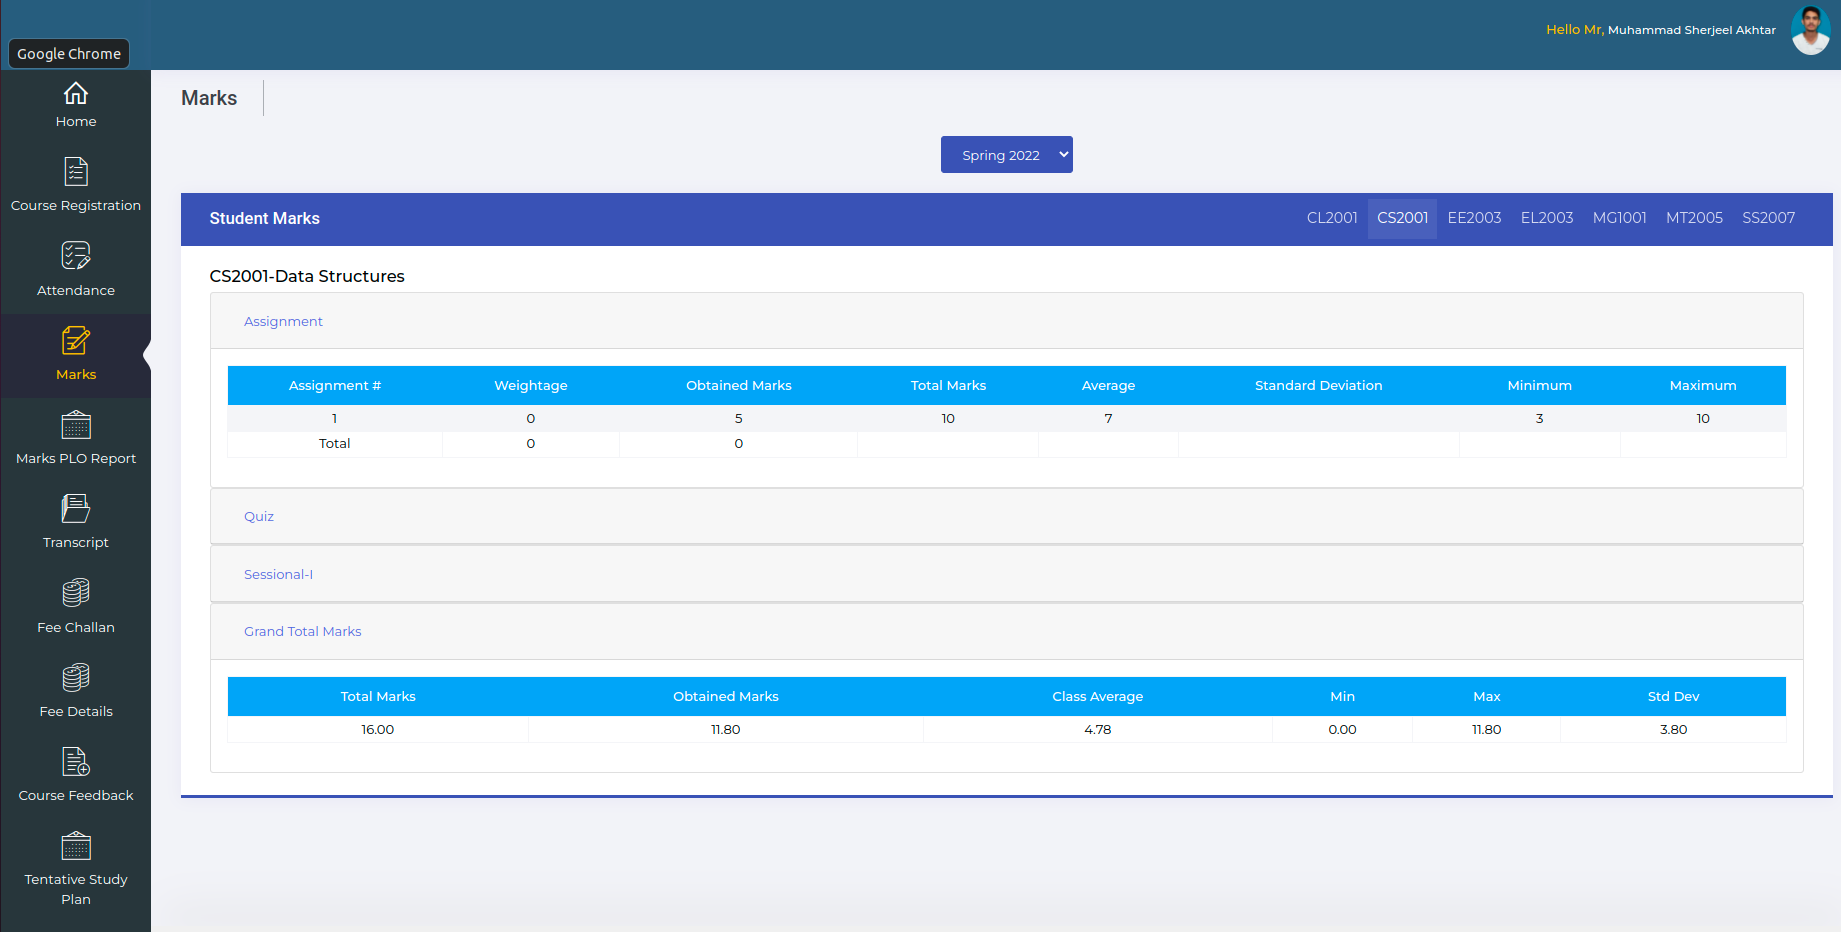 Hello Mr, Muhammad Sherjeel Akhtar
Google Chrome
Home
Course Registration
Attendance
Marks
Marks PLO Report
Transcript
Fee Challan
Fee Details
Course Feedback
Tentative Study
Plan
Marks
Spring 2022
Student Marks CL2001 CS2001 EE2003 EL2003 MG1001 MT2005 SS2007
CS2001-Data Structures
Assignment
Assignment # Weightage Obtained Marks Total Marks Average Standard Deviation Minimum Maximum
1 0 5 10 7 3 10
Total 0 0
Quiz
Sessional-I
Grand Total Marks
Total Marks Obtained Marks Class Average Min Max Std Dev
16.00 11.80 4.78 0.00 11.80 3.80